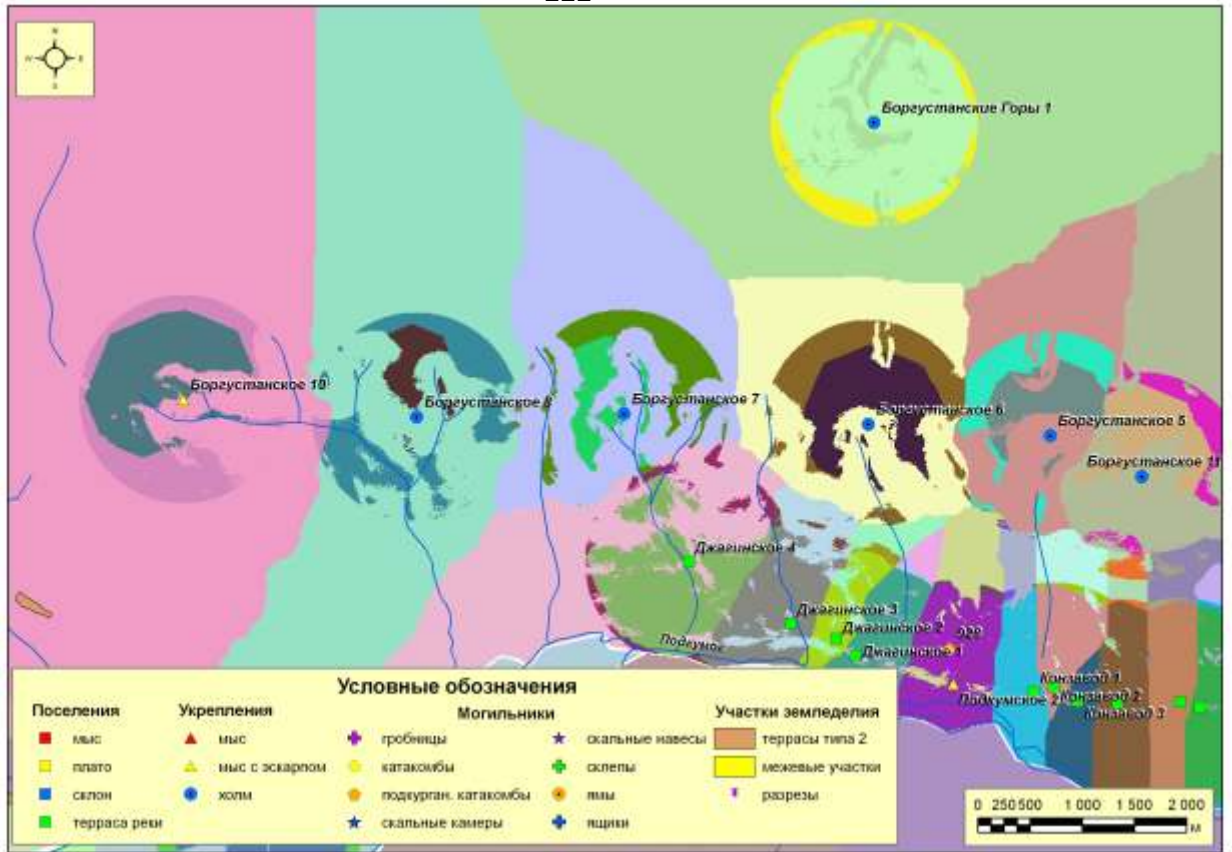 N
W E
S
Боргустанские Горы 1
Боргустанское 10
Боргустанское 8
Боргустанское 7
Боргустанское 6
Боргустанское 5
Боргустанское 11
Джагинское 4
Джагинское 3
Джагинское 2
Джагинское 1
Подкумок
Подкумское 2
Конзавод 1
Конзавод 2
Конзавод 3
Условные обозначения
Поселения
мыс
плато
склон
терраса реки
Укрепления
мыс
мыс с эскарпом
холм
Могильники
гробницы
катакомбы
подкурган. катакомбы
скальные камеры
скальные навесы
склепы
ямы
ящики
Участки земледелия
террасы типа 2
межевые участки
разрезы
0 250 500 1 000 1 500 2 000
м